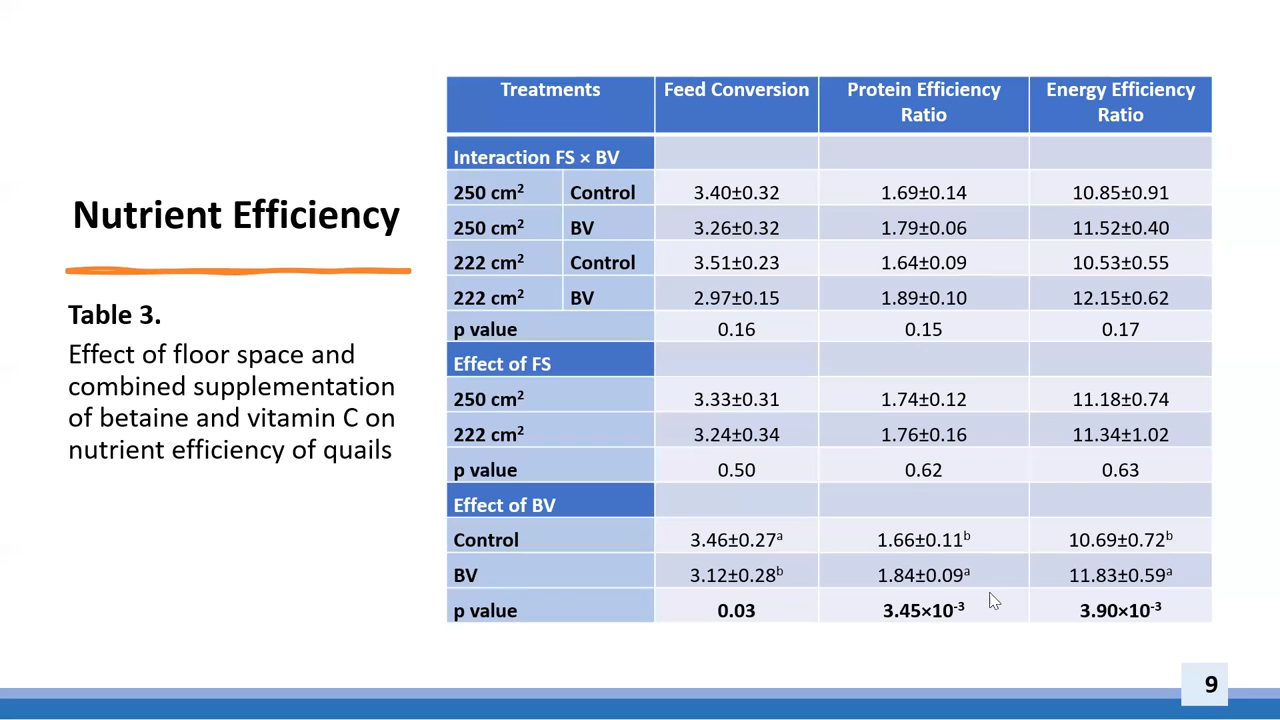 Nutrient Efficiency
Table 3.
Effect of floor space and
combined supplementation
of betaine and vitamin C on
nutrient efficiency of quails
Treatments Feed Conversion Protein Efficiency Ratio Energy Efficiency Ratio
Interaction FS × BV
250 cm² Control 3.40±0.32 1.69±0.14 10.85±0.91
250 cm² BV 3.26±0.32 1.79±0.06 11.52±0.40
222 cm² Control 3.51±0.23 1.64±0.09 10.53±0.55
222 cm² BV 2.97±0.15 1.89±0.10 12.15±0.62
p value 0.16 0.15 0.17
Effect of FS
250 cm² 3.33±0.31 1.74±0.12 11.18±0.74
222 cm² 3.24±0.34 1.76±0.16 11.34±1.02
p value 0.50 0.62 0.63
Effect of BV
Control 3.46±0.27ᵃ 1.66±0.11ᵇ 10.69±0.72ᵇ
BV 3.12±0.28ᵇ 1.84±0.09ᵃ 11.83±0.59ᵃ
p value 0.03 3.45×10⁻³ 3.90×10⁻³
9